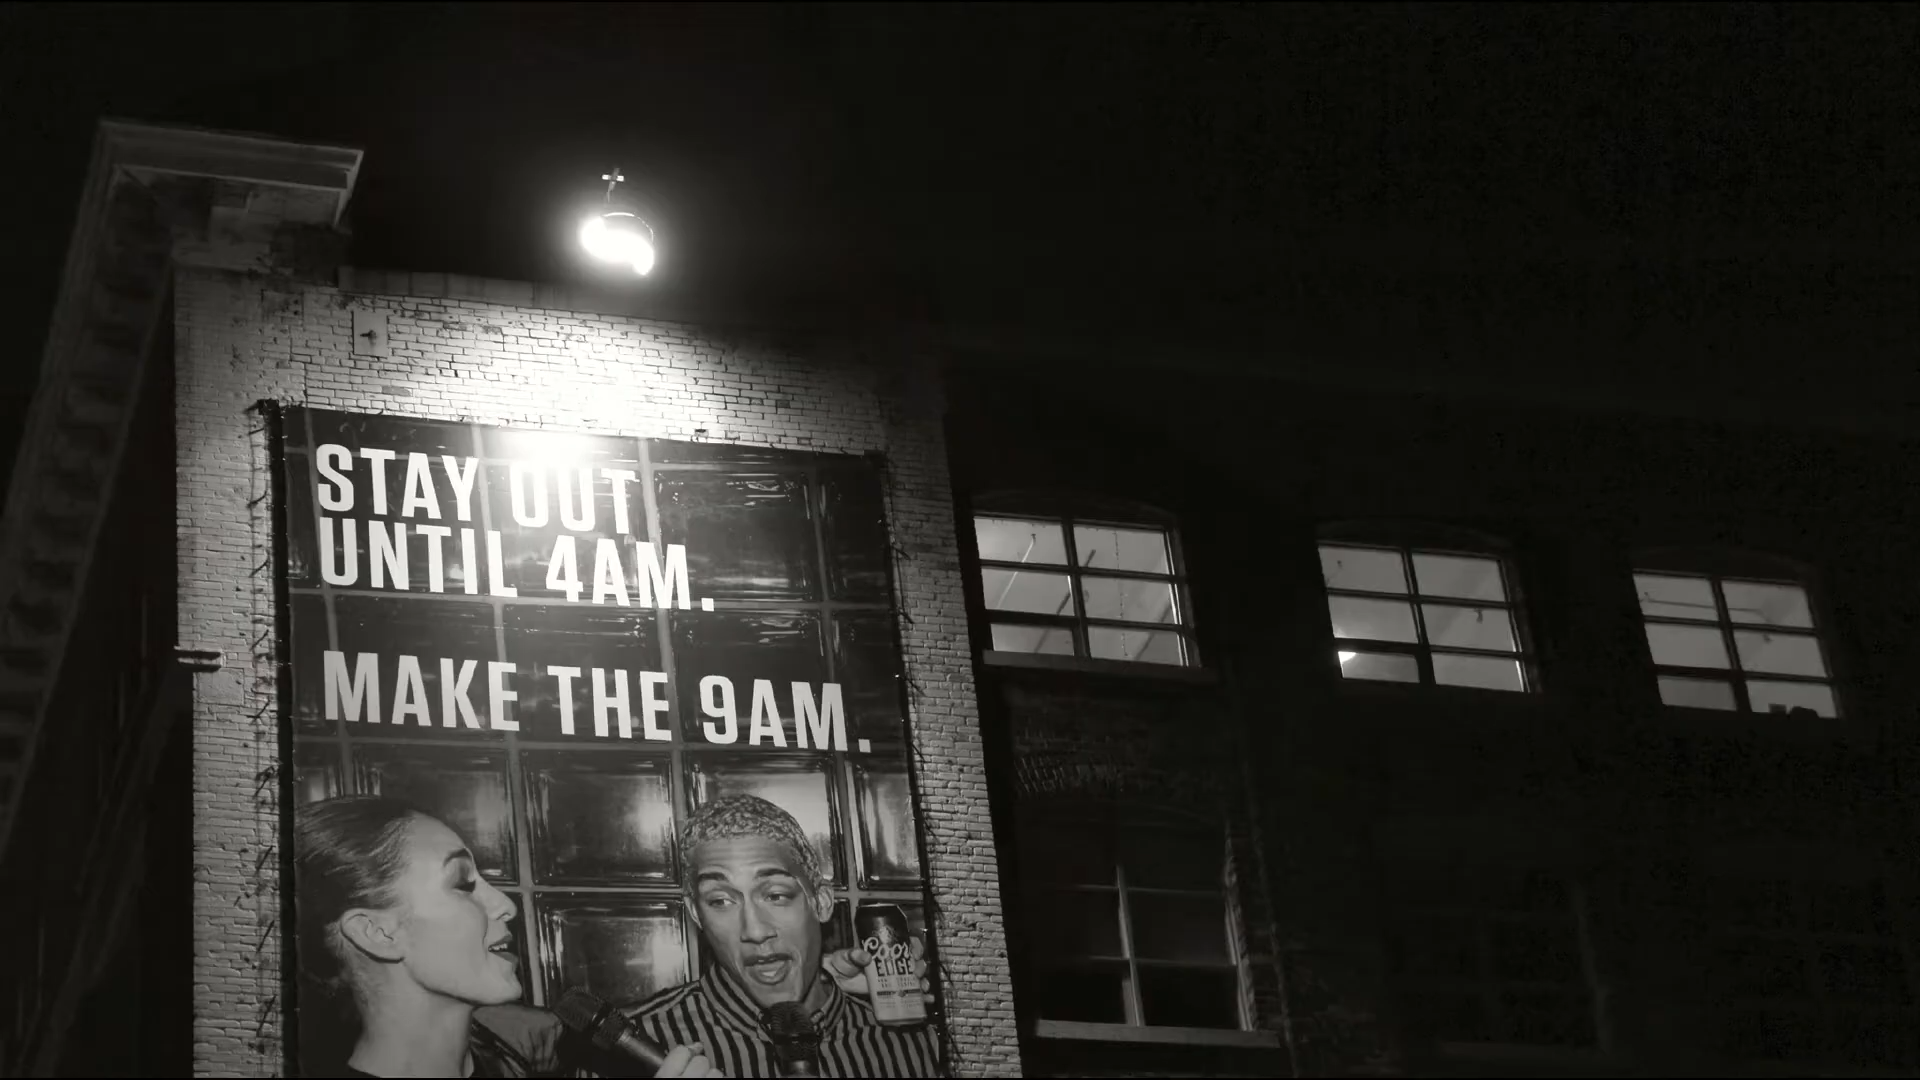 STAY OUT
UNTIL 4AM.
MAKE THE 9AM.
Coors
EDGE